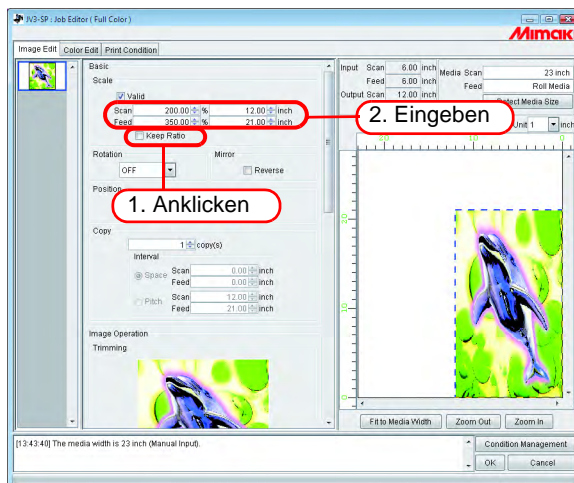 JV3-SP : Job Editor ( Full Color )
Mimaki
Image Edit Color Edit Print Condition
Basic
Scale
Valid
Scan 200.00 % 12.00 inch
Feed 350.00 % 21.00 inch
Keep Ratio
2. Eingeben
Rotation Mirror
OFF Reverse
Position
1. Anklicken
Copy
1 copy(s)
Interval
Space Scan 0.00 inch
Feed 0.00 inch
Pitch Scan 12.00 inch
Feed 21.00 inch
Image Operation
Trimming
Input Scan 6.00 inch Media Scan 23 inch
Feed 6.00 inch Feed Roll Media
Output Scan 12.00 inch
Media Size
Unit 1 inch
20 10 0
20
10
0
Fit to Media Width Zoom Out Zoom In
[13:43:40] The media width is 23 inch (Manual Input).
Condition Management
OK Cancel